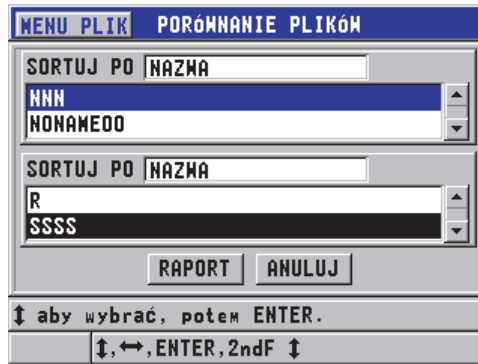 MENU PLIK PORÓWNANIE PLIKÓW
SORTUJ PO NAZWA
NNN
NONAME00
SORTUJ PO NAZWA
R
SSSS
RAPORT ANULUJ
↕ aby wybrać, potem ENTER.
↕,↔,ENTER,2ndF ↕